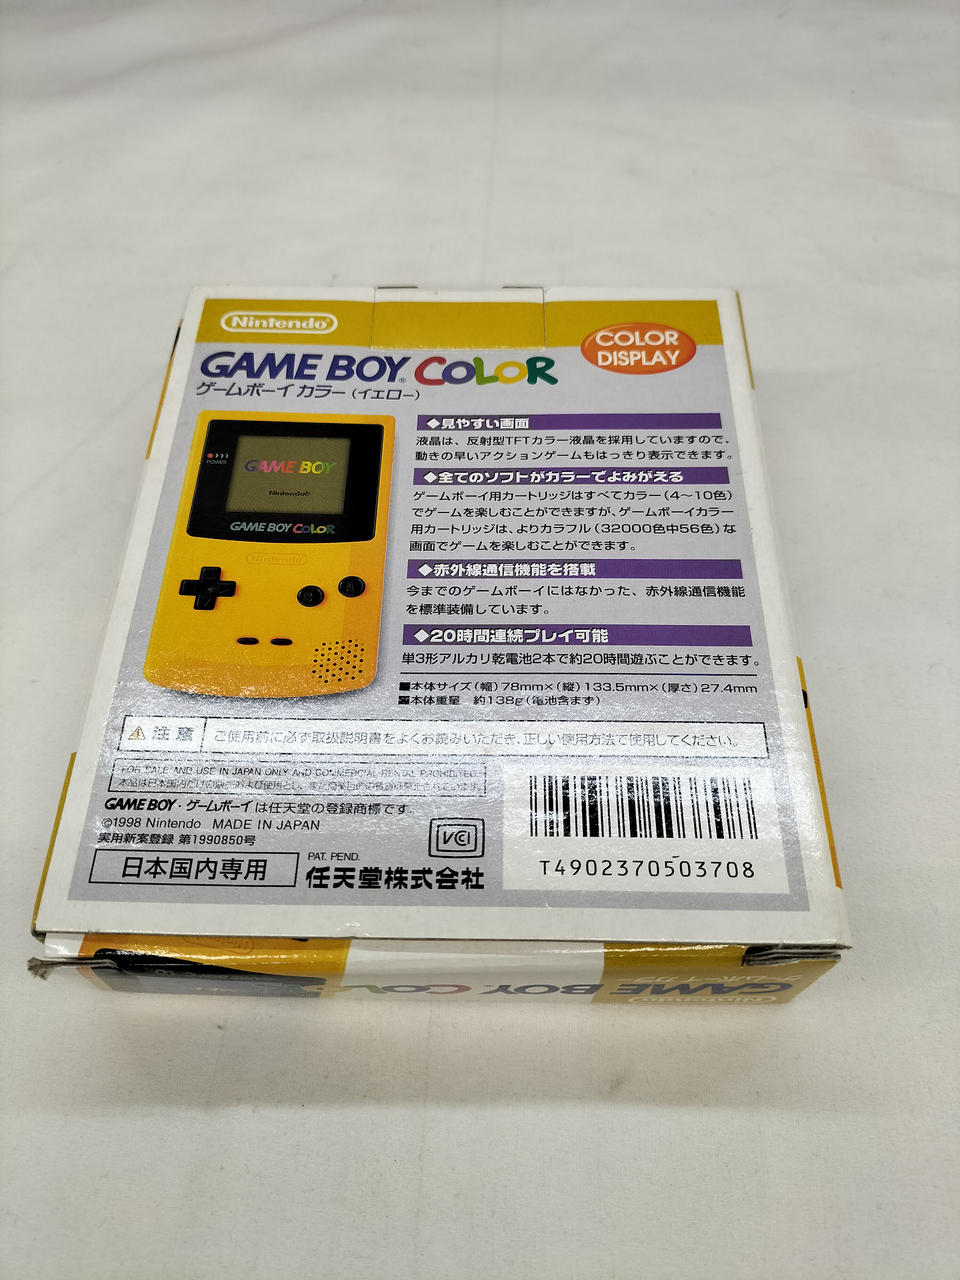 Nintendo
COLOR
DISPLAY
GAME BOY COLOR
ゲームボーイ カラー（イエロー）
POWER
GAME BOY
Nintendo®
GAME BOY COLOR
Nintendo
B
A
◆見やすい画面
液晶は、反射型TFTカラー液晶を採用していますので、
動きの早いアクションゲームもはっきり表示できます。
◆全てのソフトがカラーでよみがえる
ゲームボーイ用カートリッジはすべてカラー（4〜10色）
でゲームを楽しむことができますが、ゲームボーイカラー
用カートリッジは、よりカラフル（32000色中56色）な
画面でゲームを楽しむことができます。
◆赤外線通信機能を搭載
今までのゲームボーイにはなかった、赤外線通信機能
を標準装備しています。
◆20時間連続プレイ可能
単3形アルカリ乾電池2本で約20時間遊ぶことができます。
■本体サイズ（幅）78mm×（縦）133.5mm×（厚さ）27.4mm
■本体重量　約138g（電池含まず）
注意
ご使用前に必ず取扱説明書をよくお読みいただき、正しい使用方法で使用してください。
FOR SALE AND USE IN JAPAN ONLY AND COMMERCIAL RENTAL PROHIBITED.
GAME BOY・ゲームボーイは任天堂の登録商標です。
©1998 Nintendo MADE IN JAPAN
実用新案登録 第1990850号
VCI
日本国内専用
PAT. PEND.
任天堂株式会社
T4902370503708
Nintendo
GAME BOY COLOR
Nintendo